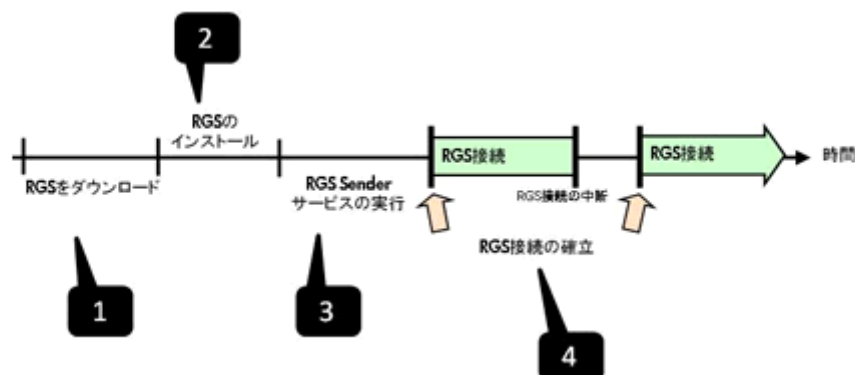 2
RGSの
インストール
RGS接続
RGS接続
時間
RGSをダウンロード
RGS Sender
サービスの実行
RGS接続の中断
RGS接続の確立
1
3
4